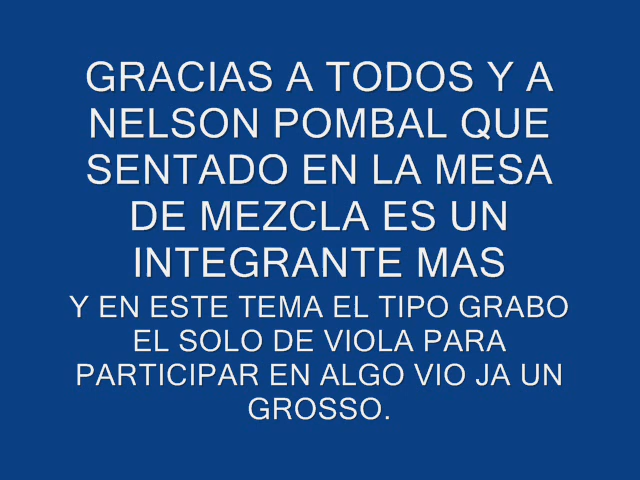 GRACIAS A TODOS Y A
NELSON POMBAL QUE
SENTADO EN LA MESA
DE MEZCLA ES UN
INTEGRANTE MAS
Y EN ESTE TEMA EL TIPO GRABO
EL SOLO DE VIOLA PARA
PARTICIPAR EN ALGO VIO JA UN
GROSSO.